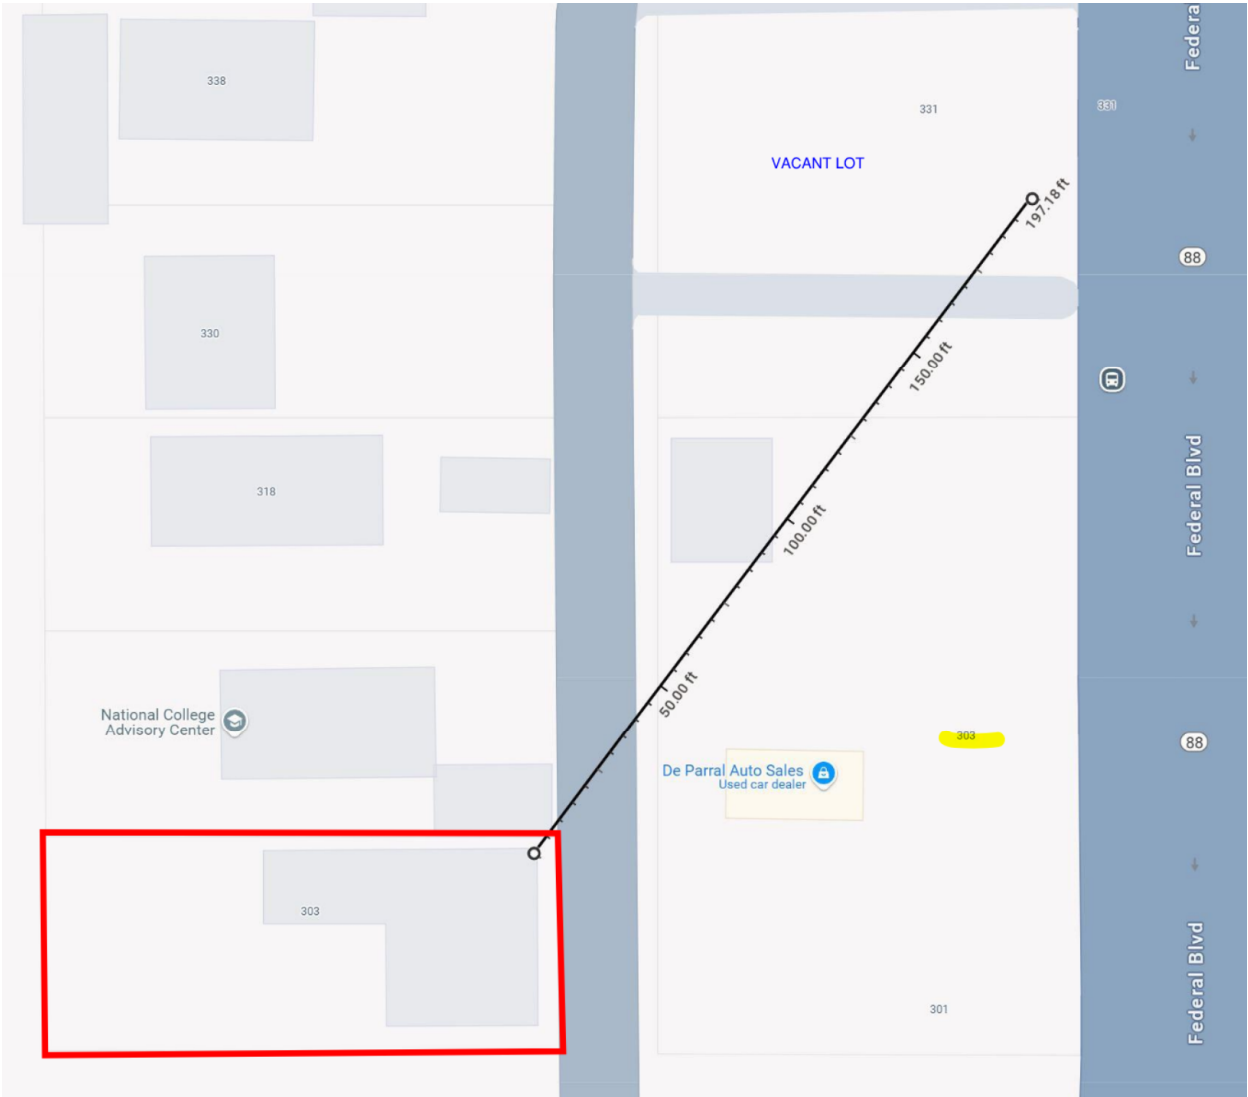 Federa
338
331
331
VACANT LOT
197.18 ft
88
330
150.00 ft
Federal Blvd
318
100.00 ft
50.00 ft
National College
Advisory Center
303
88
De Parral Auto Sales
Used car dealer
303
Federal Blvd
301